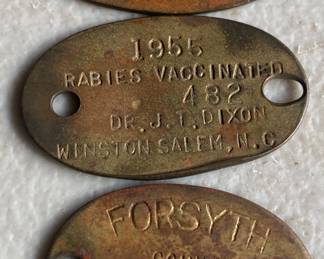 1955
RABIES VACCINATED
482
DR. J. T. DIXON
WINSTON SALEM, N. C
FORSYTH